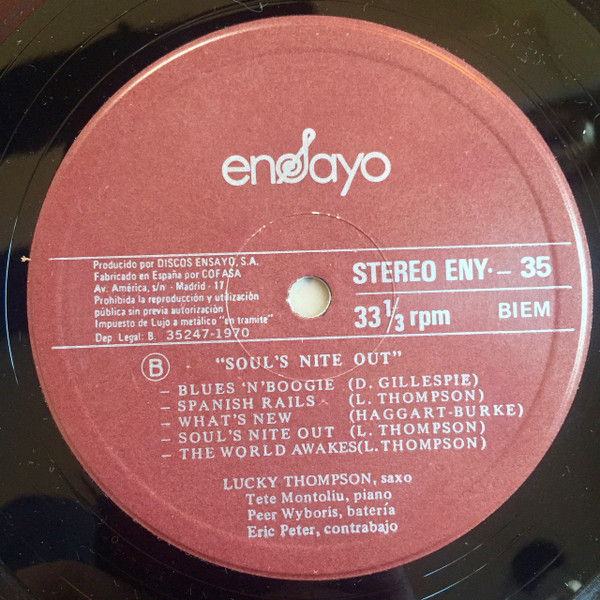 ensayo
Producido por DISCOS ENSAYO, S.A.
Fabricado en España por COFASA
Av. América, s/n - Madrid - 17
Prohibida la reproducción y utilización
pública sin previa autorización
Impuesto de Lujo a metálico "en tramite"
Dep. Legal: B. 35247-1970
STEREO ENY· - 35
33 1/3 rpm BIEM
B "SOUL'S NITE OUT"
- BLUES 'N'BOOGIE (D. GILLESPIE)
- SPANISH RAILS (L. THOMPSON)
- WHAT'S NEW (HAGGART-BURKE)
- SOUL'S NITE OUT (L. THOMPSON)
- THE WORLD AWAKES(L. THOMPSON)
LUCKY THOMPSON, saxo
Tete Montoliu, piano
Peer Wyboris, batería
Eric Peter, contrabajo